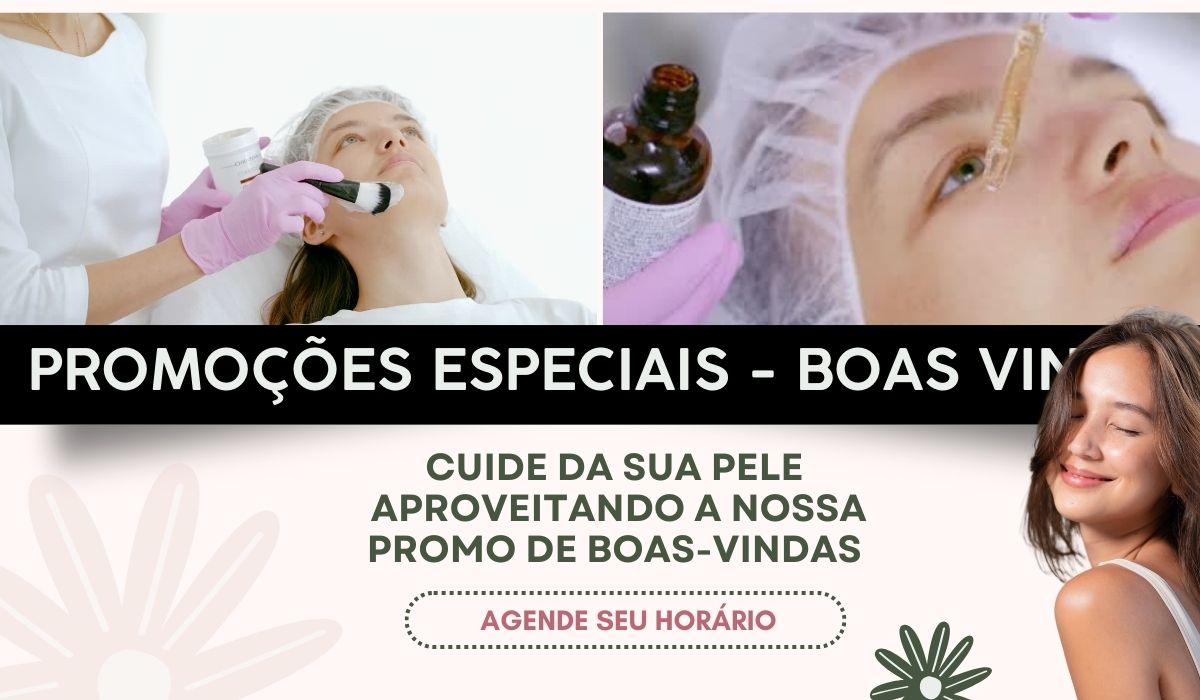 PROMOÇÕES ESPECIAIS - BOAS VIN
CUIDE DA SUA PELE
APROVEITANDO A NOSSA
PROMO DE BOAS-VINDAS
AGENDE SEU HORÁRIO